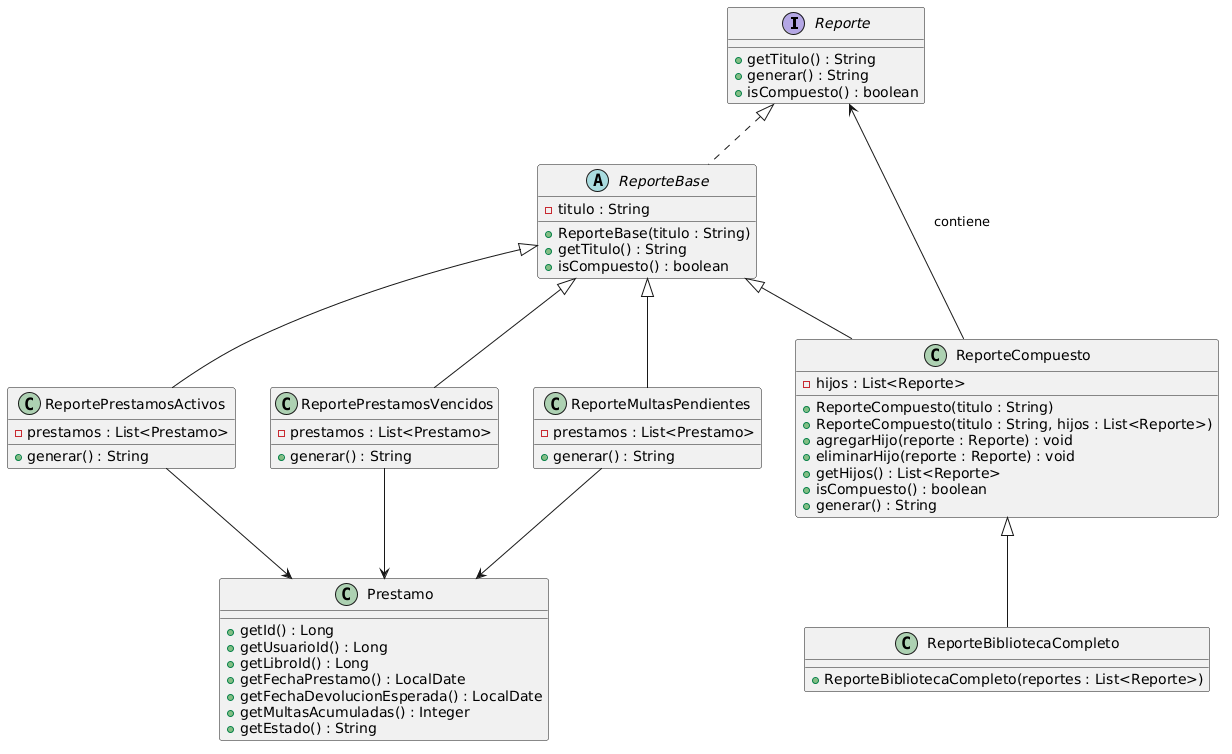 I Reporte
getTitulo() : String
generar() : String
isCompuesto() : boolean
contiene
A ReporteBase
titulo : String
ReporteBase(titulo : String)
getTitulo() : String
isCompuesto() : boolean
C ReportePrestamosActivos
prestamos : List<Prestamo>
generar() : String
C ReportePrestamosVencidos
prestamos : List<Prestamo>
generar() : String
C ReporteMultasPendientes
prestamos : List<Prestamo>
generar() : String
C ReporteCompuesto
hijos : List<Reporte>
ReporteCompuesto(titulo : String)
ReporteCompuesto(titulo : String, hijos : List<Reporte>)
agregarHijo(reporte : Reporte) : void
eliminarHijo(reporte : Reporte) : void
getHijos() : List<Reporte>
isCompuesto() : boolean
generar() : String
C Prestamo
getId() : Long
getUsuarioId() : Long
getLibroId() : Long
getFechaPrestamo() : LocalDate
getFechaDevolucionEsperada() : LocalDate
getMultasAcumuladas() : Integer
getEstado() : String
C ReporteBibliotecaCompleto
ReporteBibliotecaCompleto(reportes : List<Reporte>)